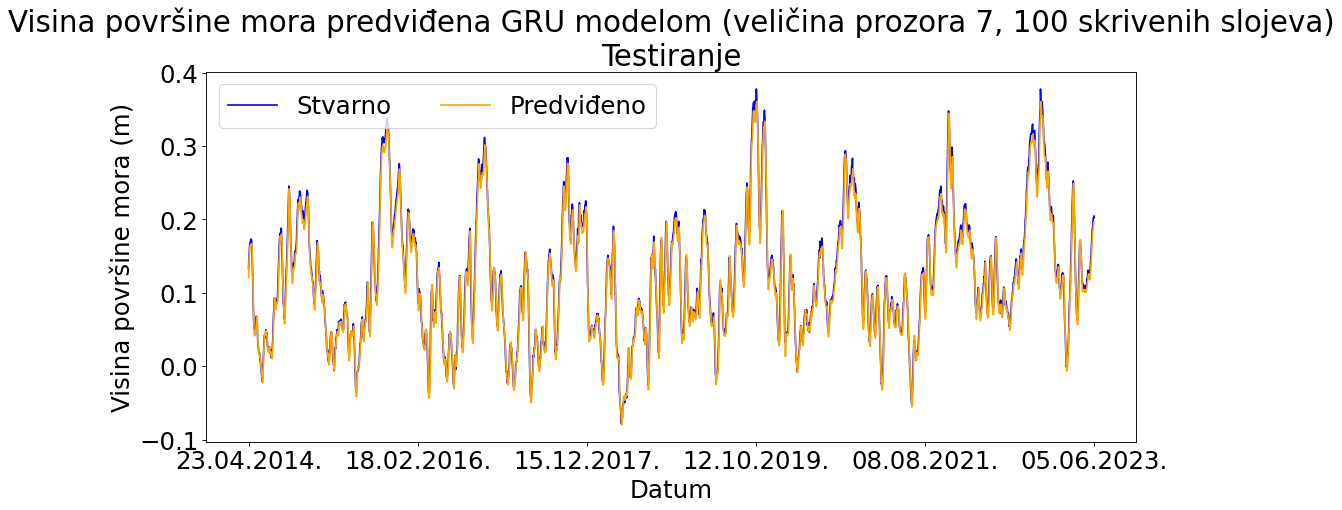 Visina površine mora predviđena GRU modelom (veličina prozora 7, 100 skrivenih slojeva)
Testiranje
Stvarno Predviđeno
Visina površine mora (m)
0.4
0.3
0.2
0.1
0.0
−0.1
23.04.2014. 18.02.2016. 15.12.2017. 12.10.2019. 08.08.2021. 05.06.2023.
Datum